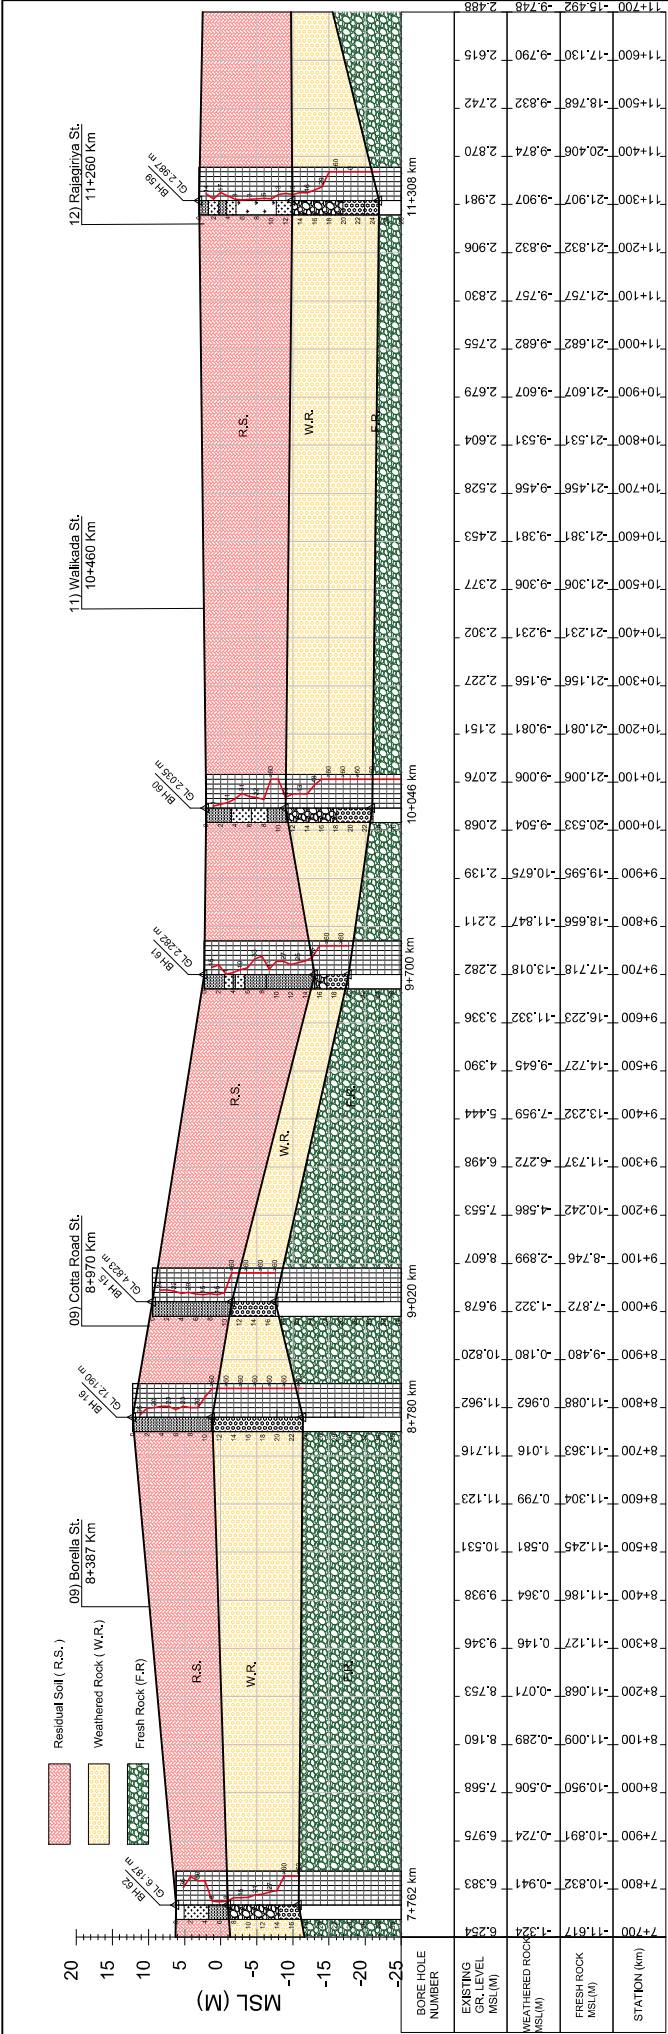 Residual Soil ( R.S. )
Weathered Rock ( W.R.)
Fresh Rock (F.R)
09) Borella St.
8+387 Km
09) Cotta Road St.
8+970 Km
11) Walikada St.
10+460 Km
12) Rajagiriya St.
11+260 Km
BH 62
GL 6.187 m
BH 16
GL 12.190 m
BH 15
GL 4.823 m
BH 61
GL 2.282 m
BH 60
GL 2.035 m
BH 59
GL 2.987 m
MSL (M)
20
10
5
0
-5
-10
-15
-20
-25
R.S.
W.R.
F.R.
R.S.
W.R.
F.R.
R.S.
W.R.
F.R.
BORE HOLE NUMBER 7+762 km 8+780 km 9+020 km 9+700 km 10+046 km 11+308 km
EXISTING GR. LEVEL MSL(M) 6.254 6.383 6.975 7.568 8.160 8.753 9.346 9.938 10.531 11.123 11.716 11.962 10.820 9.678 8.607 7.553 6.498 5.444 4.390 3.336 2.282 2.211 2.139 2.068 2.079 2.151 2.227 2.302 2.377 2.453 2.528 2.604 2.679 2.755 2.830 2.906 2.981 2.870 2.742 2.615 2.488
WEATHERED ROCK MSL(M) -1.324 -0.941 -0.724 -0.506 -0.289 -0.071 0.146 0.364 0.581 0.799 1.016 0.962 -0.180 -1.322 -2.899 -4.586 -6.272 -7.959 -9.645 -11.332 -13.018 -11.847 -10.675 -9.504 -9.006 -9.081 -9.156 -9.231 -9.306 -9.381 -9.456 -9.531 -9.607 -9.682 -9.757 -9.832 -9.907 -9.874 -9.832 -9.790 -9.748
FRESH ROCK MSL(M) -11.617 -10.832 -10.891 -10.950 -11.009 -11.068 -11.127 -11.186 -11.245 -11.304 -11.363 -11.088 -9.480 -7.872 -8.746 -10.242 -11.737 -13.232 -14.727 -16.223 -17.718 -18.656 -19.595 -20.533 -21.006 -21.081 -21.156 -21.231 -21.306 -21.381 -21.456 -21.531 -21.607 -21.682 -21.757 -21.832 -21.907 -20.406 -18.768 -17.130 -15.492
STATION (km) 7+700 7+800 7+900 8+000 8+100 8+200 8+300 8+400 8+500 8+600 8+700 8+800 8+900 9+000 9+100 9+200 9+300 9+400 9+500 9+600 9+700 9+800 9+900 10+000 10+100 10+200 10+300 10+400 10+500 10+600 10+700 10+800 10+900 11+000 11+100 11+200 11+300 11+400 11+500 11+600 11+700